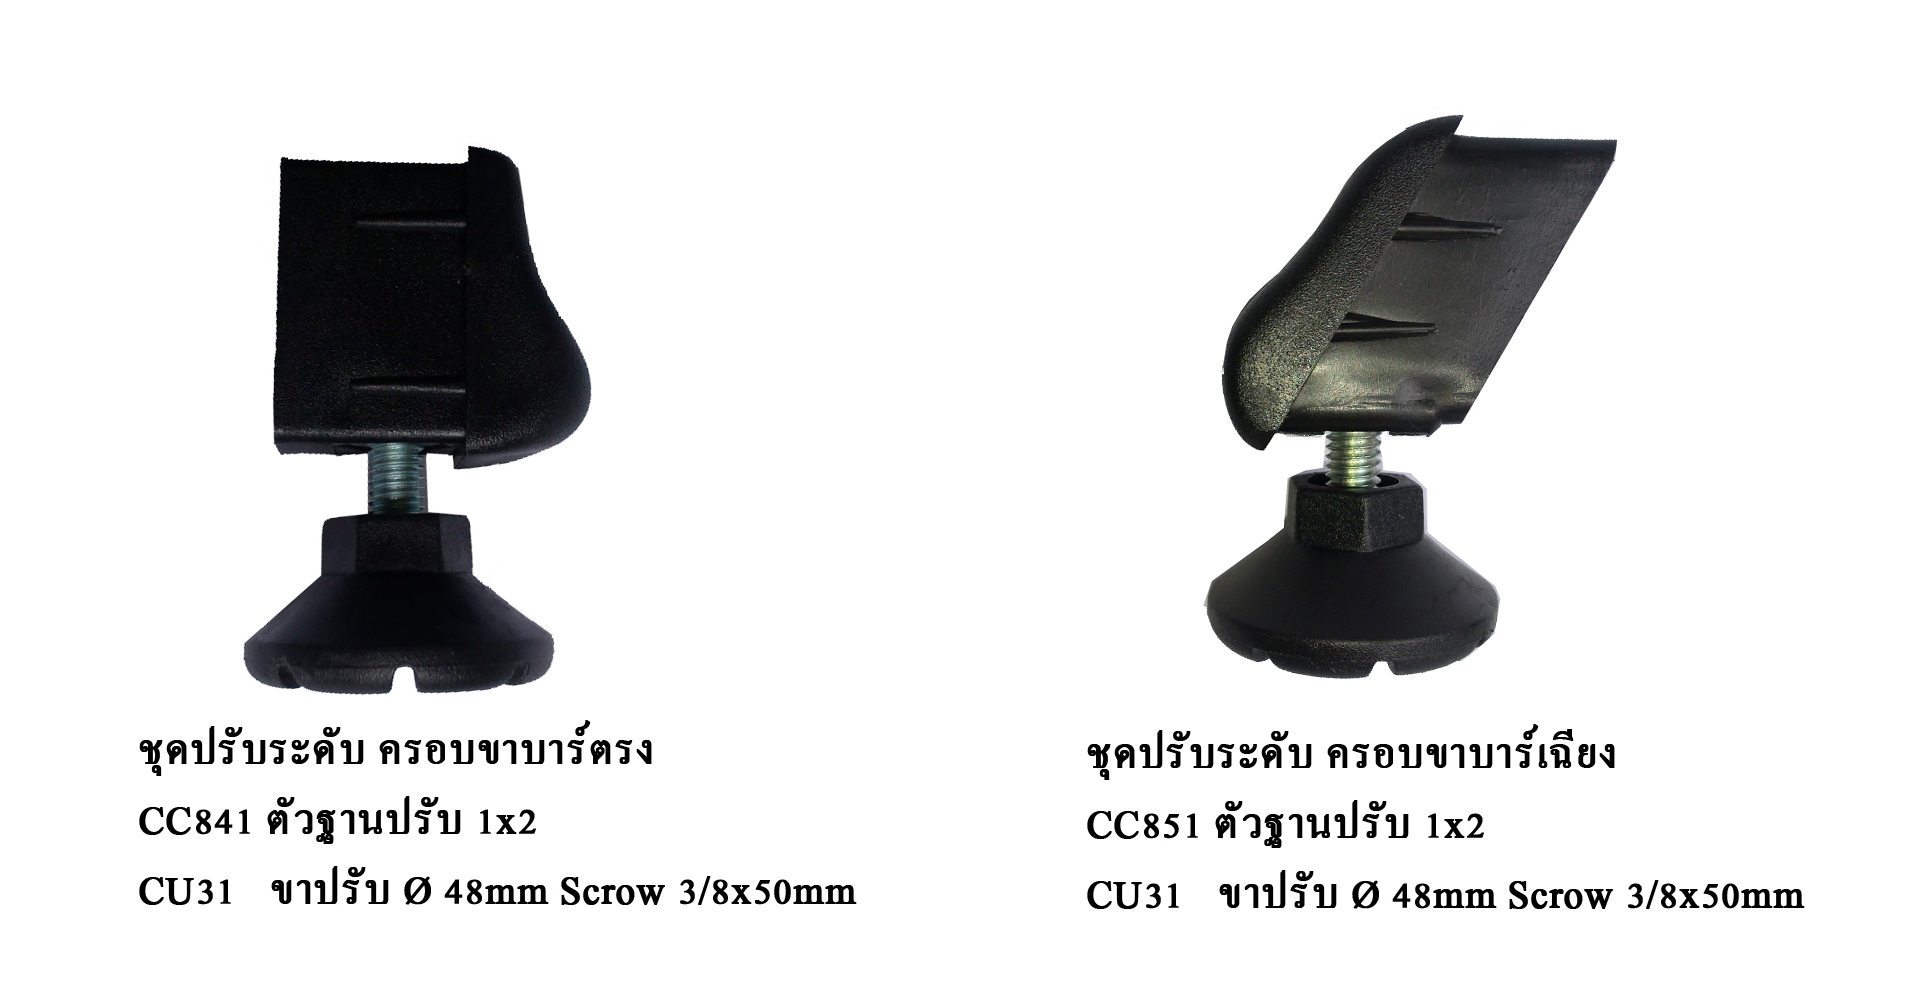 ชุดปรับระดับ ครอบขาบาร์ตรง
CC841 ตัวฐานปรับ 1x2
CU31 ขาปรับ Ø 48mm Scrow 3/8x50mm
ชุดปรับระดับ ครอบขาบาร์เฉียง
CC851 ตัวฐานปรับ 1x2
CU31 ขาปรับ Ø 48mm Scrow 3/8x50mm